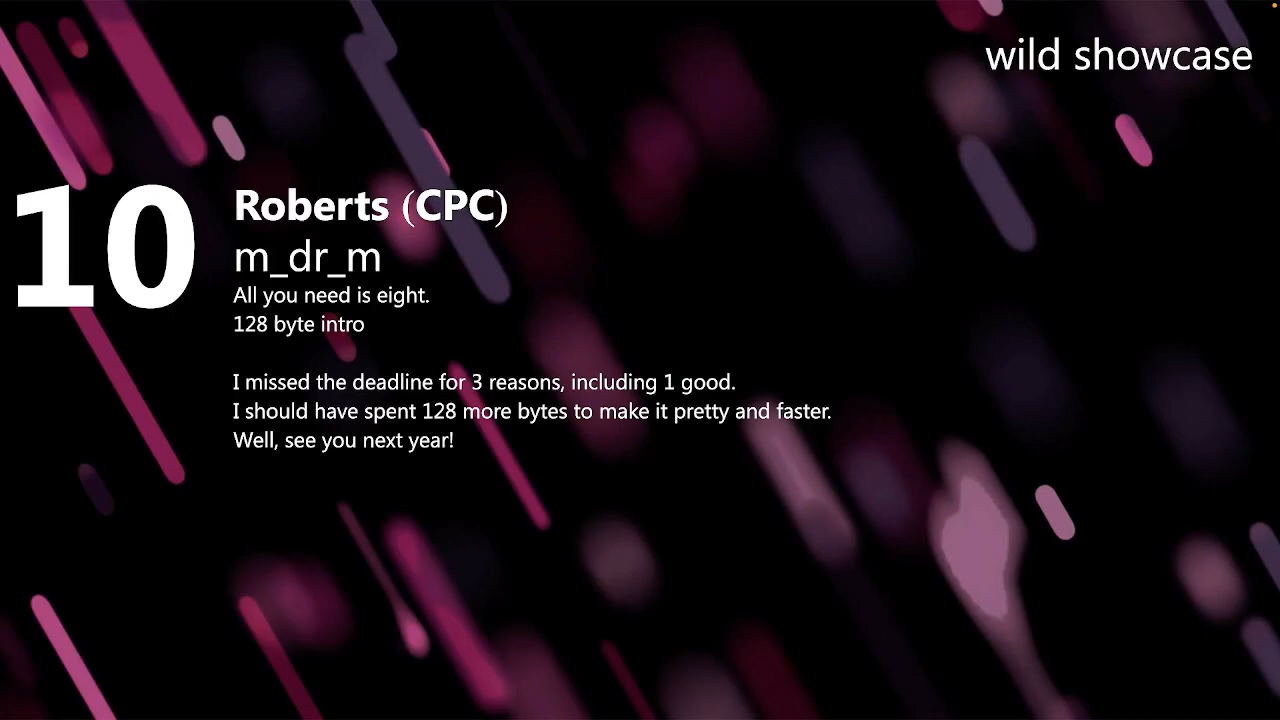 wild showcase
10
Roberts (CPC)
m_dr_m
All you need is eight.
128 byte intro
I missed the deadline for 3 reasons, including 1 good.
I should have spent 128 more bytes to make it pretty and faster.
Well, see you next year!